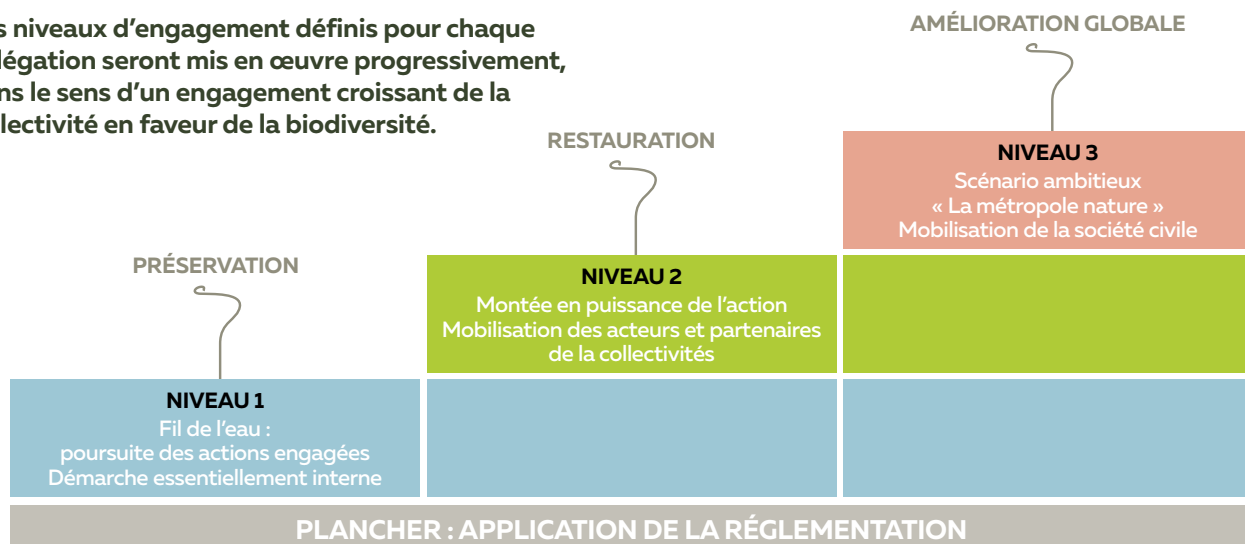 s niveaux d’engagement définis pour chaque
légation seront mis en œuvre progressivement,
ns le sens d’un engagement croissant de la
llectivité en faveur de la biodiversité.
AMÉLIORATION GLOBALE
RESTAURATION
NIVEAU 3
Scénario ambitieux
« La métropole nature »
Mobilisation de la société civile
PRÉSERVATION
NIVEAU 2
Montée en puissance de l’action
Mobilisation des acteurs et partenaires
de la collectivités
NIVEAU 1
Fil de l’eau :
poursuite des actions engagées
Démarche essentiellement interne
PLANCHER : APPLICATION DE LA RÉGLEMENTATION